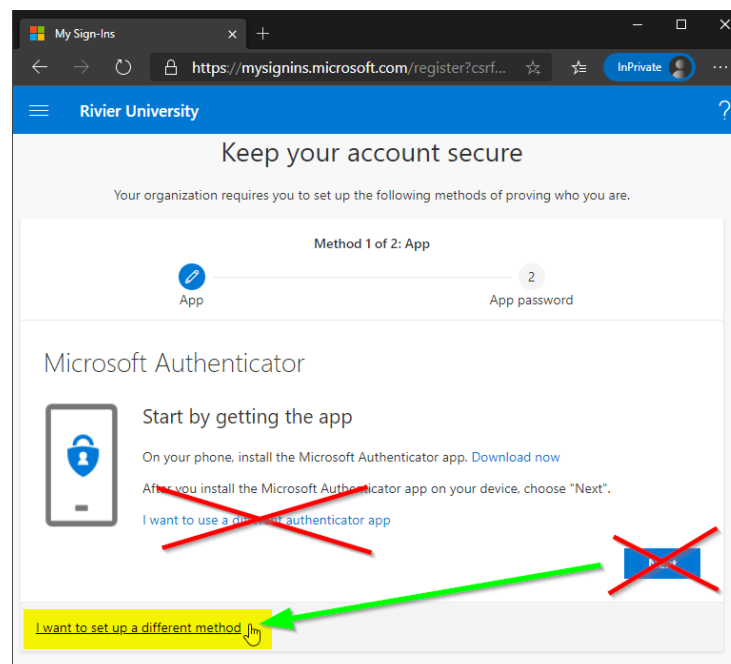 My Sign-Ins
https://mysignins.microsoft.com/register?csrf...
InPrivate
Rivier University
?
Keep your account secure
Your organization requires you to set up the following methods of proving who you are.
Method 1 of 2: App
2
App
App password
Microsoft Authenticator
Start by getting the app
On your phone, install the Microsoft Authenticator app. Download now
After you install the Microsoft Authenticator app on your device, choose "Next".
I want to use a different authenticator app
Next
I want to set up a different method